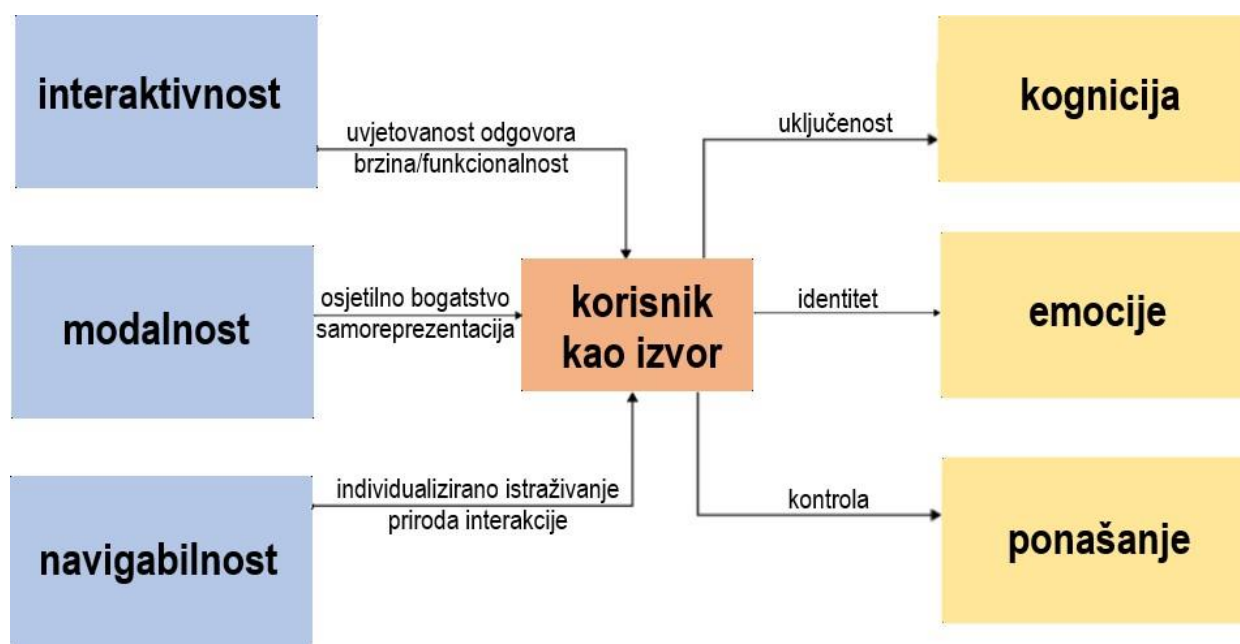 interaktivnost
uvjetovanost odgovora
brzina/funkcionalnost
uključenost
kognicija
modalnost
osjetilno bogatstvo
samoreprezentacija
korisnik
kao izvor
identitet
emocije
navigabilnost
individualizirano istraživanje
priroda interakcije
kontrola
ponašanje